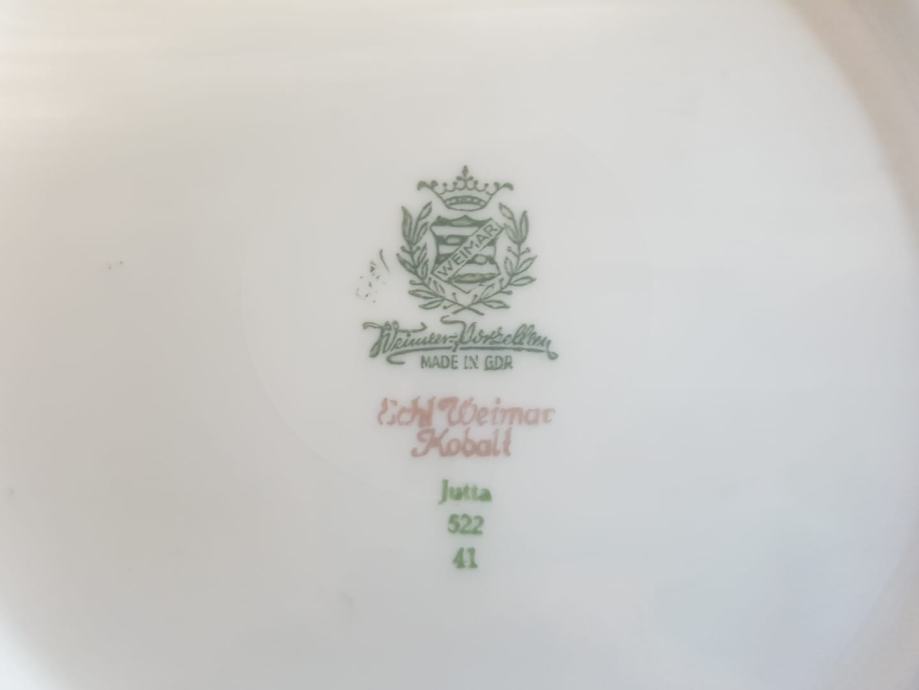 WEIMAR
Weimar-Porzellan
MADE IN GDR
Echt Weimar
Kobalt
Jutta
522
41